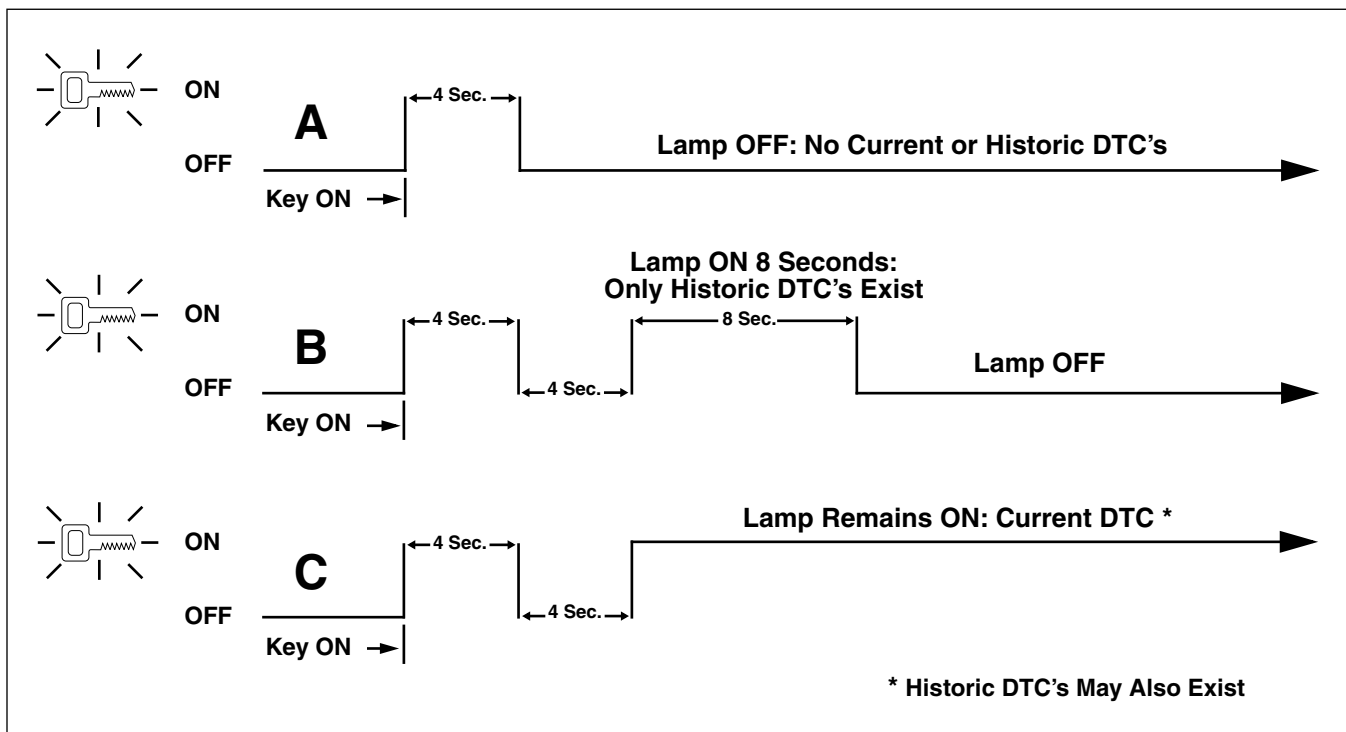 ON
A
4 Sec.
OFF
Lamp OFF: No Current or Historic DTC's
Key ON
Lamp ON 8 Seconds:
Only Historic DTC's Exist
ON
B
4 Sec.
8 Sec.
OFF
4 Sec.
Lamp OFF
Key ON
Lamp Remains ON: Current DTC *
ON
C
4 Sec.
OFF
4 Sec.
Key ON
* Historic DTC's May Also Exist